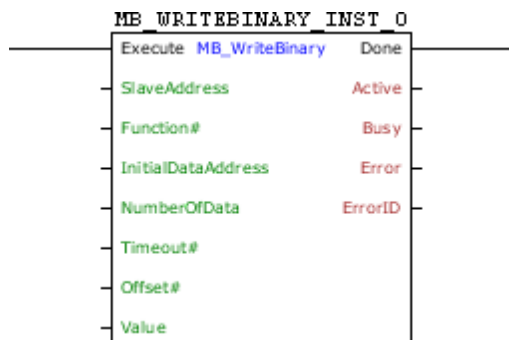 MB_WRITEBINARY_INST_0
Execute MB_WriteBinary Done
SlaveAddress Active
Function# Busy
InitialDataAddress Error
NumberOfData ErrorID
Timeout#
Offset#
Value